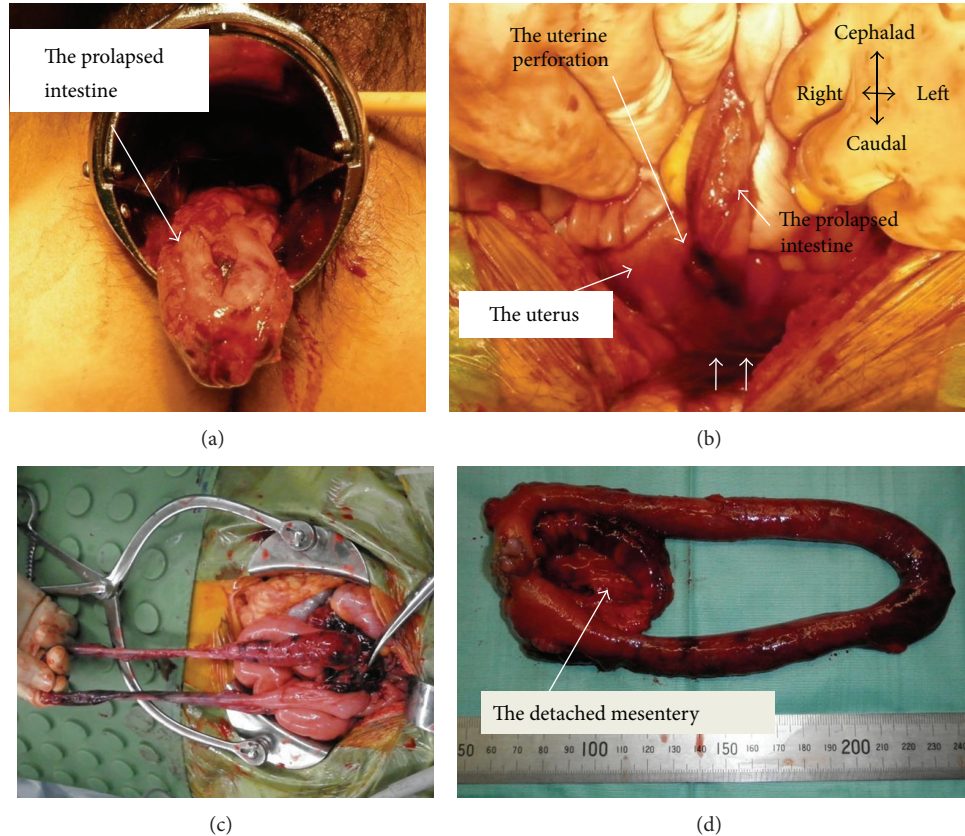 The prolapsed
intestine
(a)
The uterine
perforation
Cephalad
Right
Left
Caudal
The prolapsed
intestine
The uterus
(b)
(c)
The detached mesentery
50 60 70 80 90 100 110 120 130 140 150 160 170 180 190 200 210 220 230 240
(d)